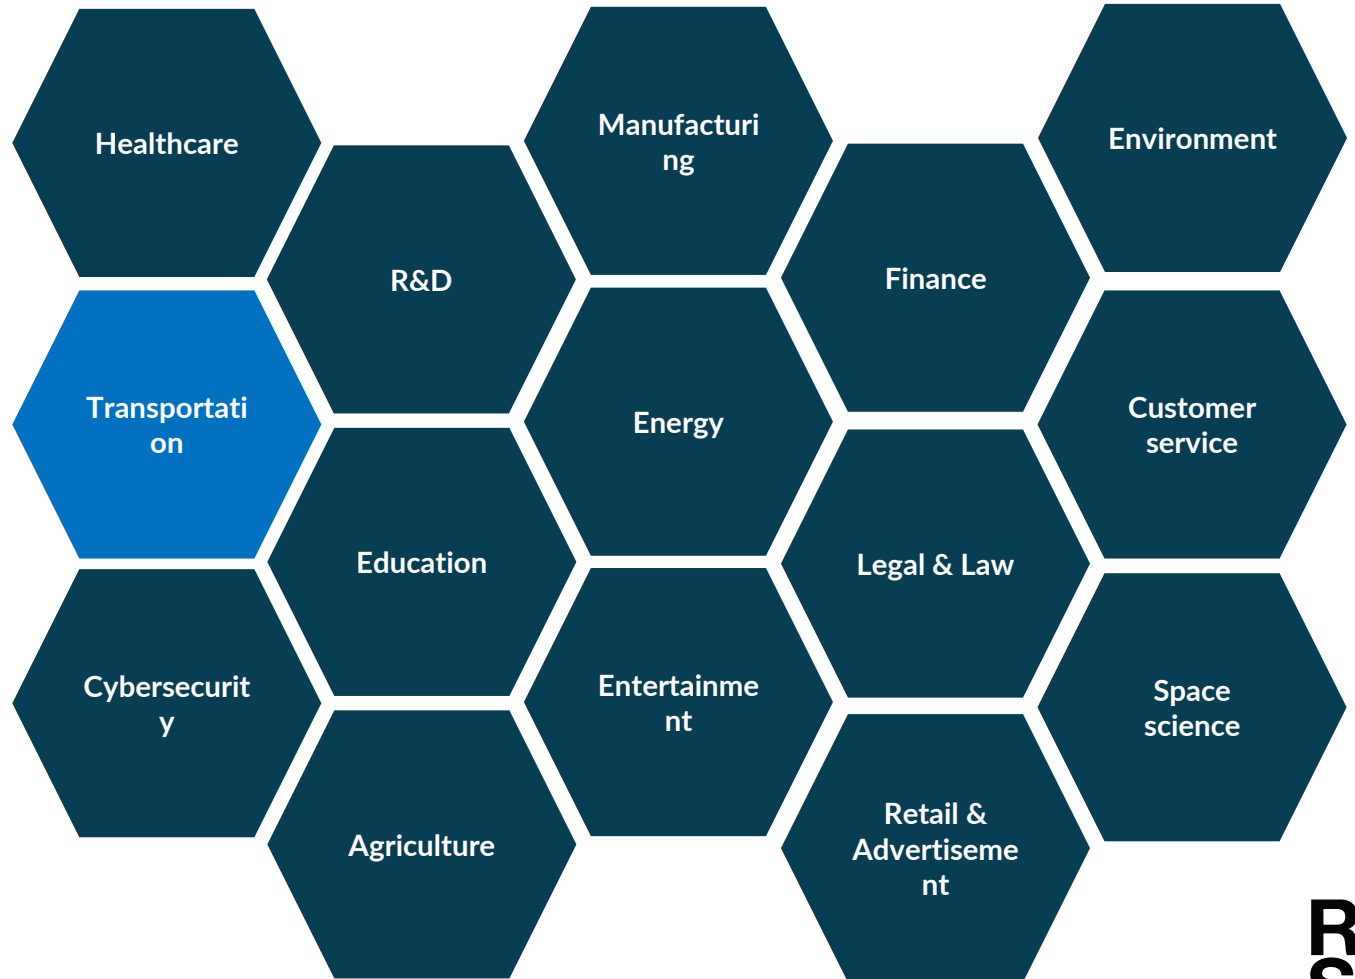 Healthcare
Manufacturi
ng
Environment
R&D
Finance
Transportati
on
Energy
Customer
service
Education
Legal & Law
Cybersecurit
y
Entertainme
nt
Space
science
Agriculture
Retail &
Advertiseme
nt
R